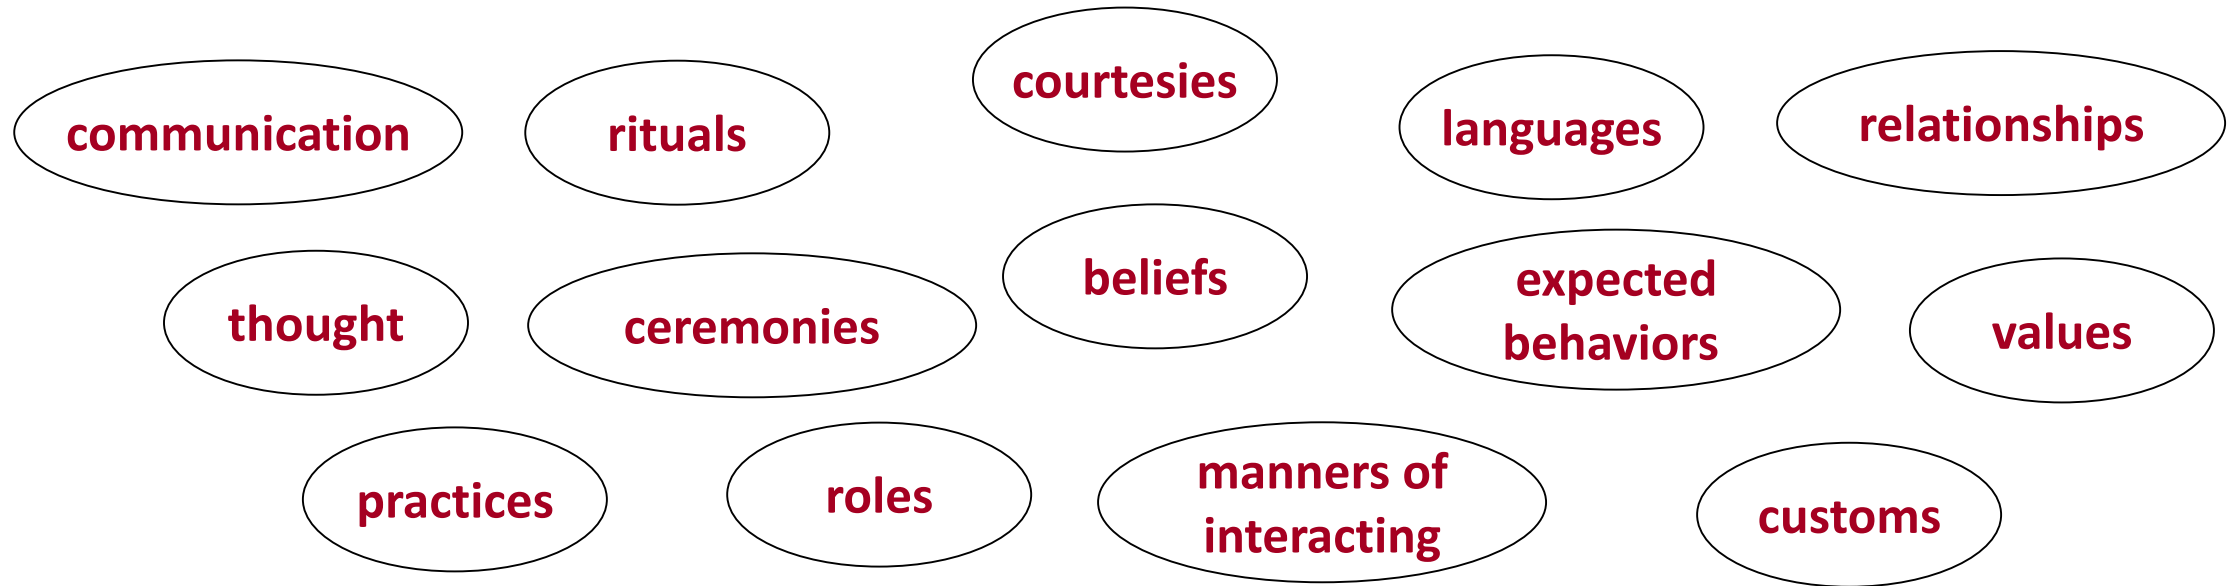 communication
rituals
courtesies
languages
relationships
thought
ceremonies
beliefs
expected
behaviors
values
practices
roles
manners of
interacting
customs